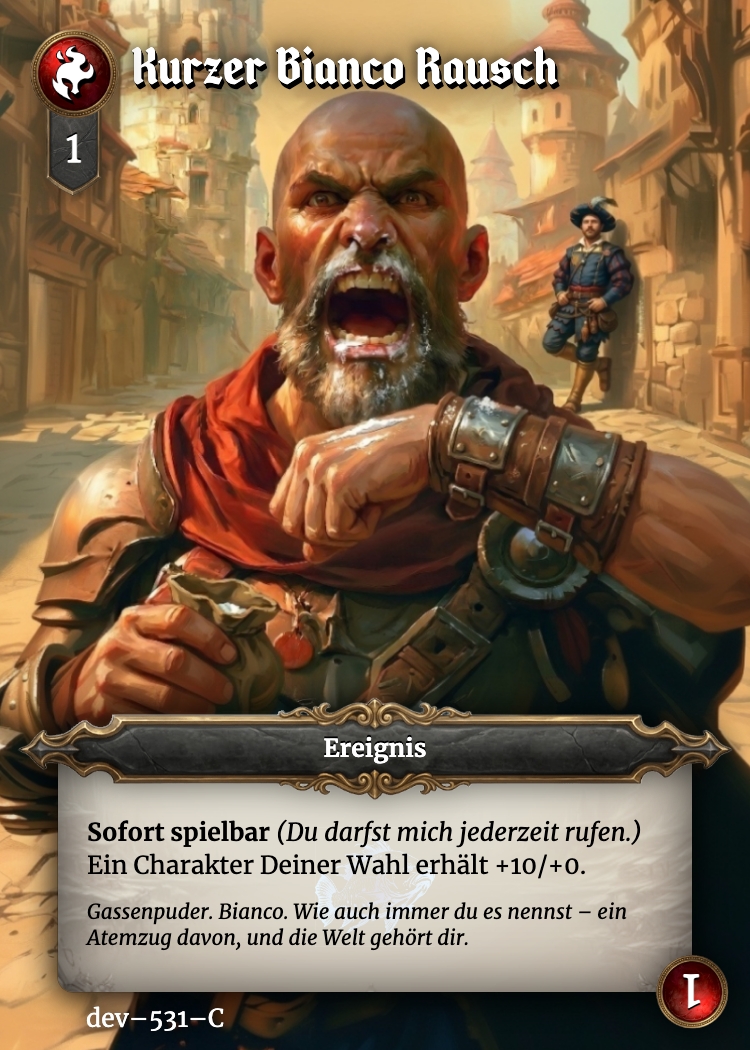 Kurzer Bianco Rausch
1
Ereignis
Sofort spielbar (Du darfst mich jederzeit rufen.)
Ein Charakter Deiner Wahl erhält +10/+0.
Gassenpuder. Bianco. Wie auch immer du es nennst – ein
Atemzug davon, und die Welt gehört dir.
1
dev–531–C